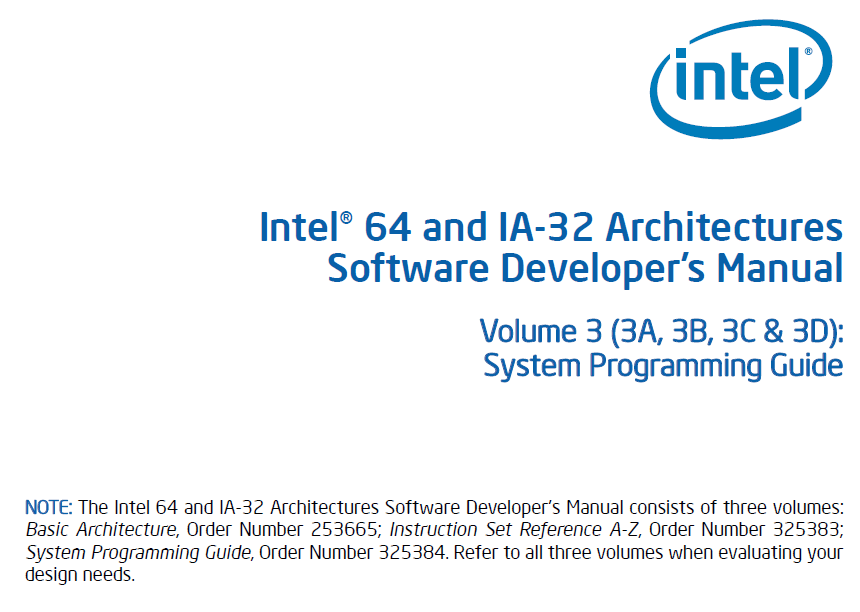 intel®
Intel® 64 and IA-32 Architectures
Software Developer's Manual
Volume 3 (3A, 3B, 3C & 3D):
System Programming Guide
NOTE: The Intel 64 and IA-32 Architectures Software Developer's Manual consists of three volumes:
Basic Architecture, Order Number 253665; Instruction Set Reference A-Z, Order Number 325383;
System Programming Guide, Order Number 325384. Refer to all three volumes when evaluating your
design needs.